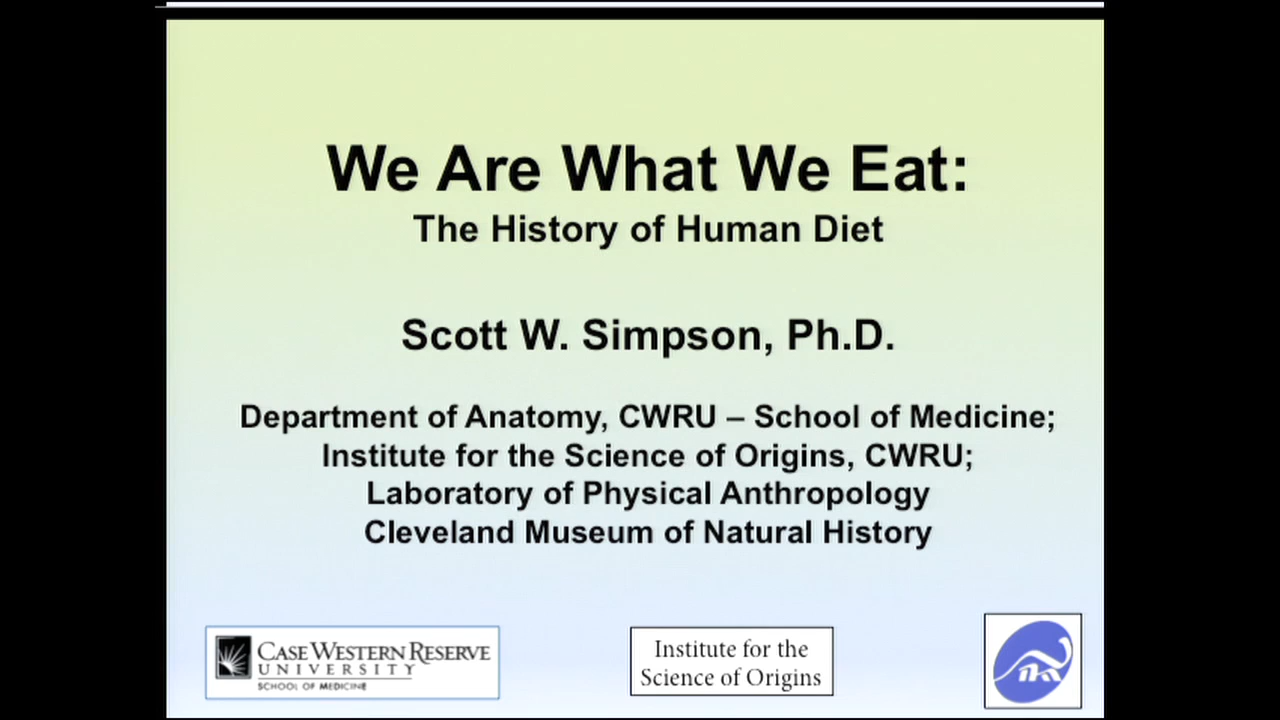 We Are What We Eat:
The History of Human Diet
Scott W. Simpson, Ph.D.
Department of Anatomy, CWRU – School of Medicine;
Institute for the Science of Origins, CWRU;
Laboratory of Physical Anthropology
Cleveland Museum of Natural History
CASE WESTERN RESERVE
UNIVERSITY
SCHOOL OF MEDICINE
Institute for the
Science of Origins